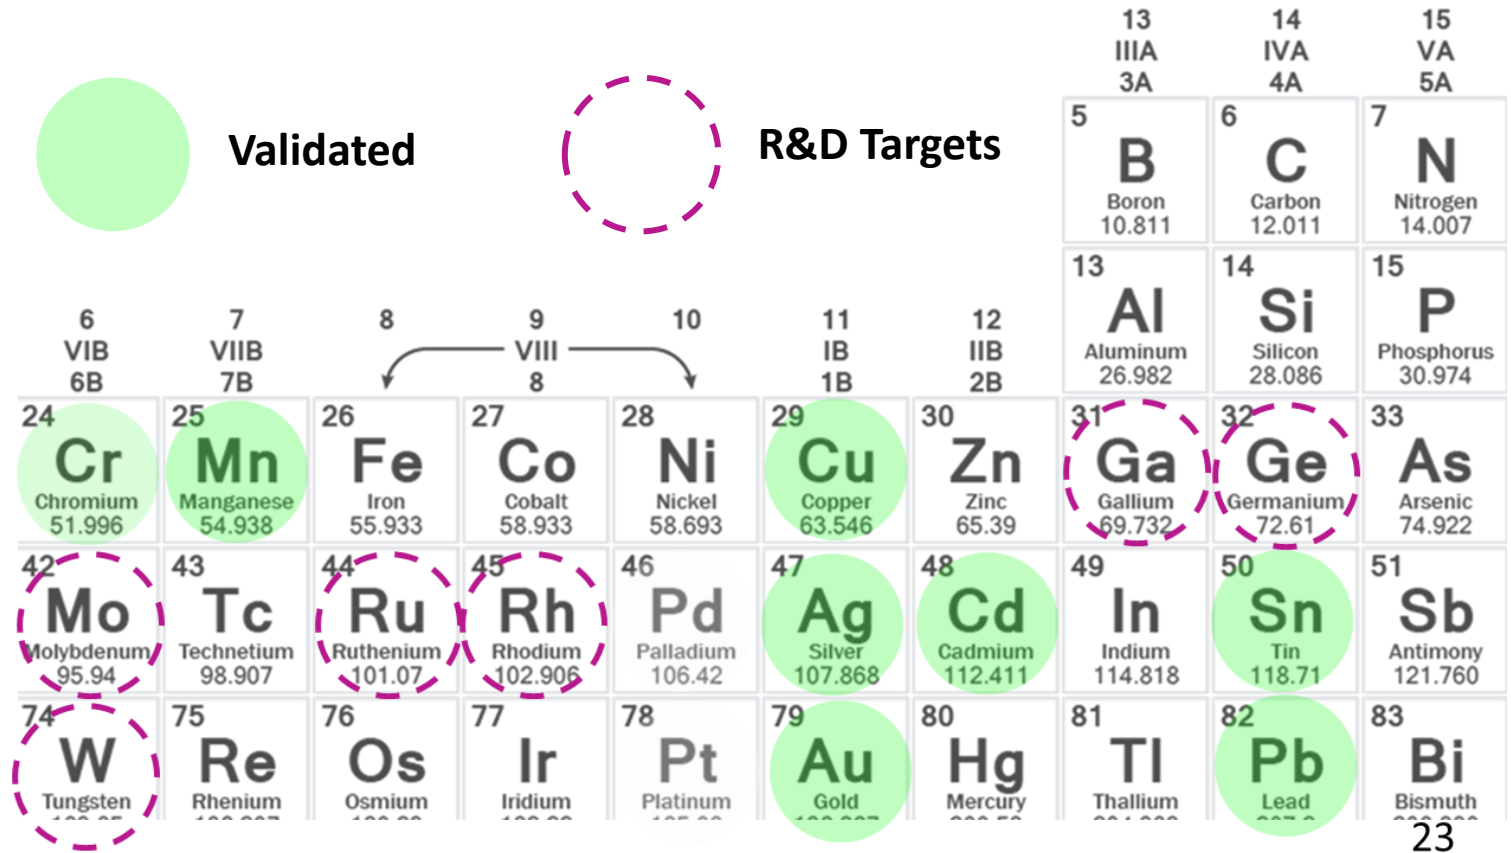 13 14 15
IIIA IVA VA
3A 4A 5A
Validated
R&D Targets
5 6 7
B C N
Boron Carbon Nitrogen
10.811 12.011 14.007
13 14 15
Al Si P
Aluminum Silicon Phosphorus
26.982 28.086 30.974
6 7 8 9 10 11 12
VIB VIIB VIII IB IIB
6B 7B 8 1B 2B
24 25 26 27 28 29 30 31 32 33
Cr Mn Fe Co Ni Cu Zn Ga Ge As
Chromium Manganese Iron Cobalt Nickel Copper Zinc Gallium Germanium Arsenic
51.996 54.938 55.933 58.933 58.693 63.546 65.39 69.732 72.61 74.922
42 43 44 45 46 47 48 49 50 51
Mo Tc Ru Rh Pd Ag Cd In Sn Sb
Molybdenum Technetium Ruthenium Rhodium Palladium Silver Cadmium Indium Tin Antimony
95.94 98.907 101.07 102.906 106.42 107.868 112.411 114.818 118.71 121.760
74 75 76 77 78 79 80 81 82 83
W Re Os Ir Pt Au Hg Tl Pb Bi
Tungsten Rhenium Osmium Iridium Platinum Gold Mercury Thallium Lead Bismuth
23